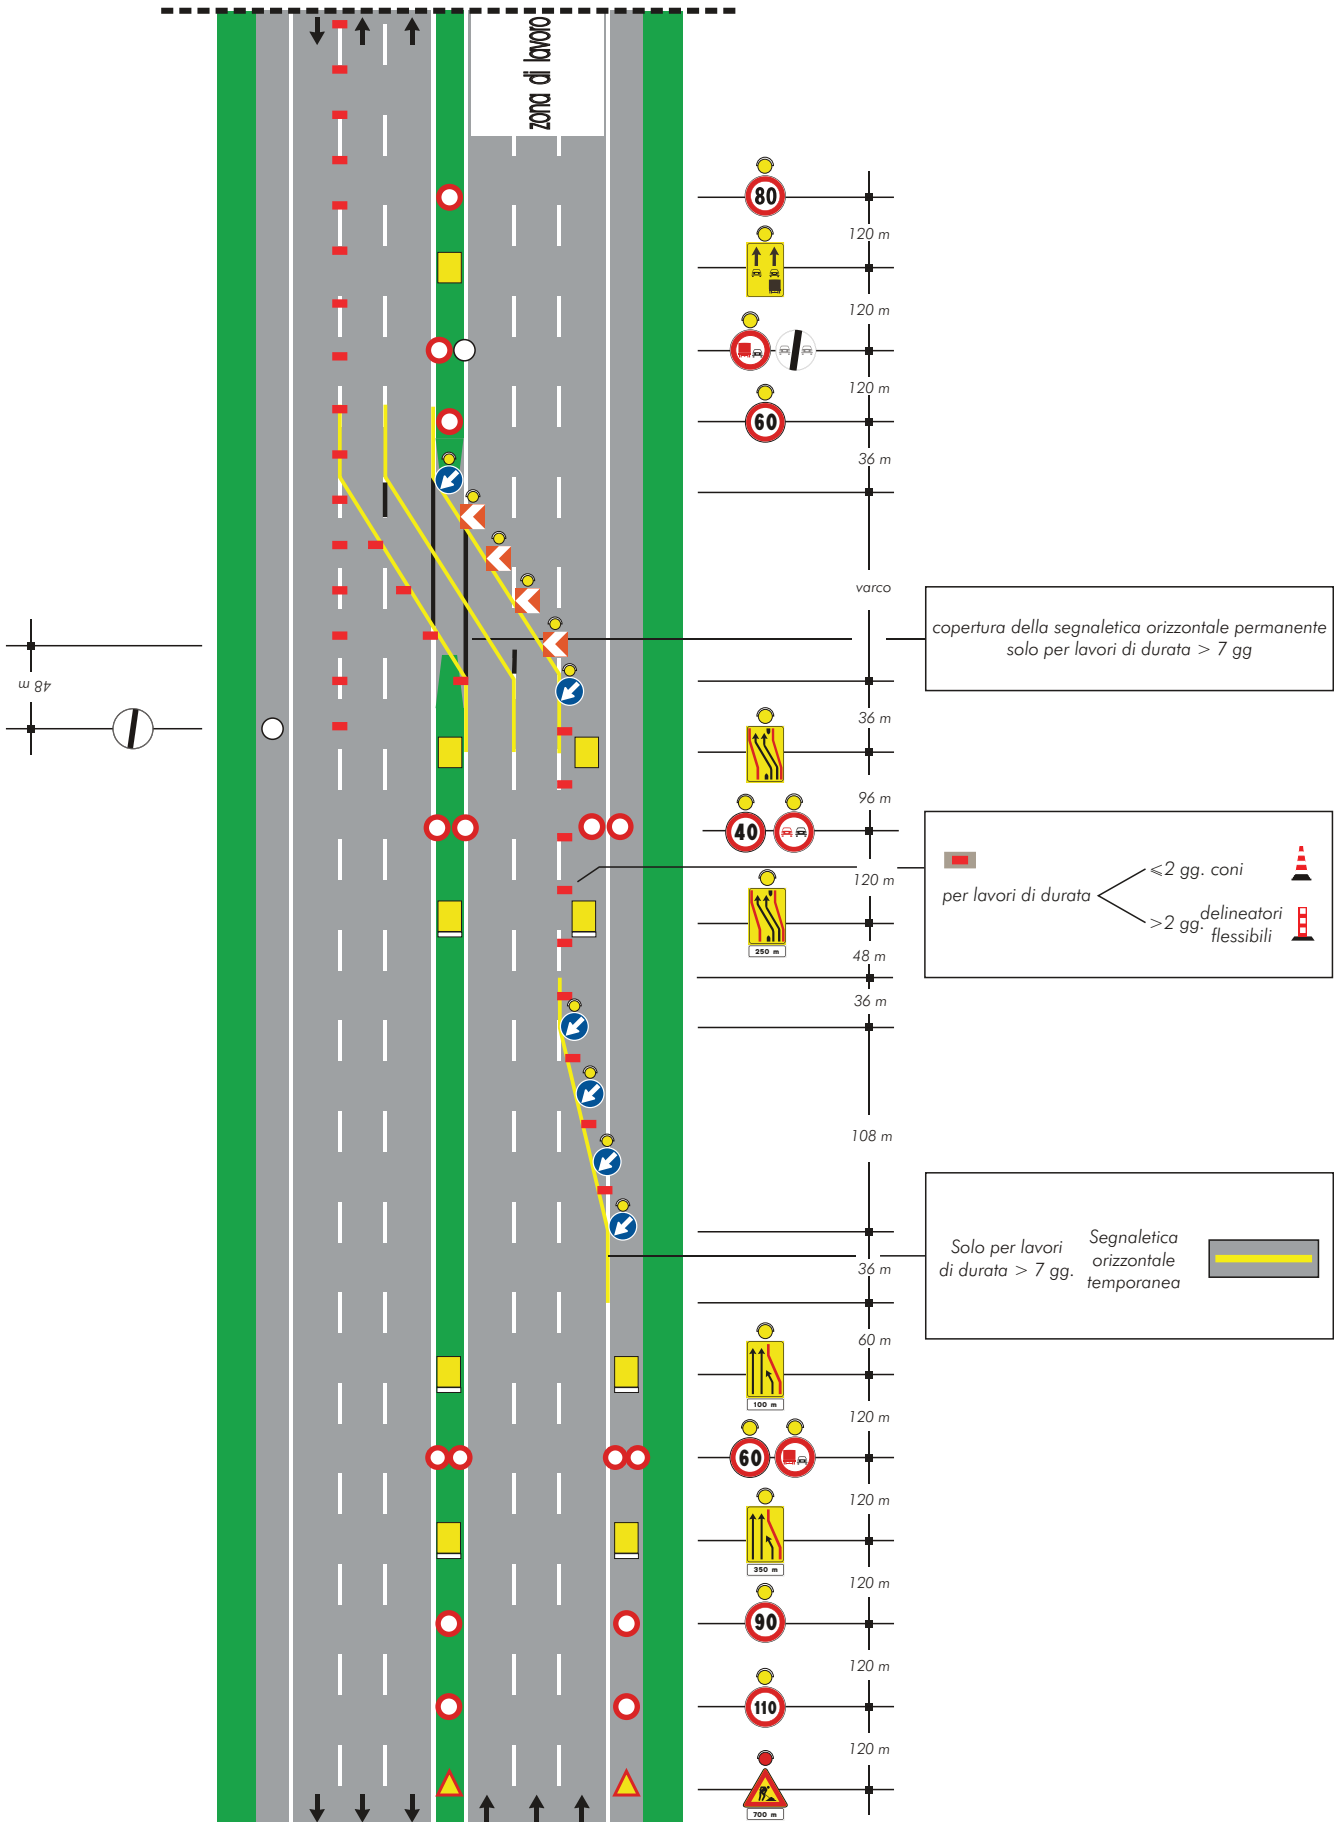 zona di lavoro
80
120 m
120 m
120 m
60
36 m
varco
copertura della segnaletica orizzontale permanente
solo per lavori di durata > 7 gg
48 m
36 m
96 m
40
120 m
per lavori di durata
⩽2 gg. coni
>2 gg. delineatori
flessibili
250 m
48 m
36 m
108 m
Solo per lavori
di durata > 7 gg.
Segnaletica
orizzontale
temporanea
36 m
60 m
100 m
120 m
60
120 m
350 m
120 m
90
120 m
110
120 m
700 m